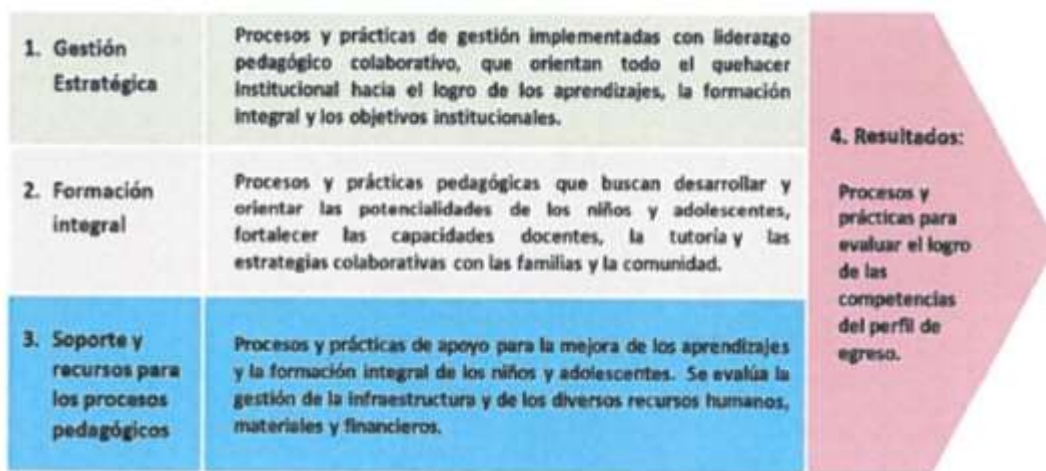 1. Gestión
Estratégica
Procesos y prácticas de gestión implementadas con liderazgo
pedagógico colaborativo, que orientan todo el quehacer
institucional hacia el logro de los aprendizajes, la formación
integral y los objetivos institucionales.
2. Formación
integral
Procesos y prácticas pedagógicas que buscan desarrollar y
orientar las potencialidades de los niños y adolescentes,
fortalecer las capacidades docentes, la tutoría y las
estrategias colaborativas con las familias y la comunidad.
3. Soporte y
recursos para
los procesos
pedagógicos
Procesos y prácticas de apoyo para la mejora de los aprendizajes
y la formación integral de los niños y adolescentes. Se evalúa la
gestión de la infraestructura y de los diversos recursos humanos,
materiales y financieros.
4. Resultados:
Procesos y
prácticas para
evaluar el logro
de las
competencias
del perfil de
egreso.